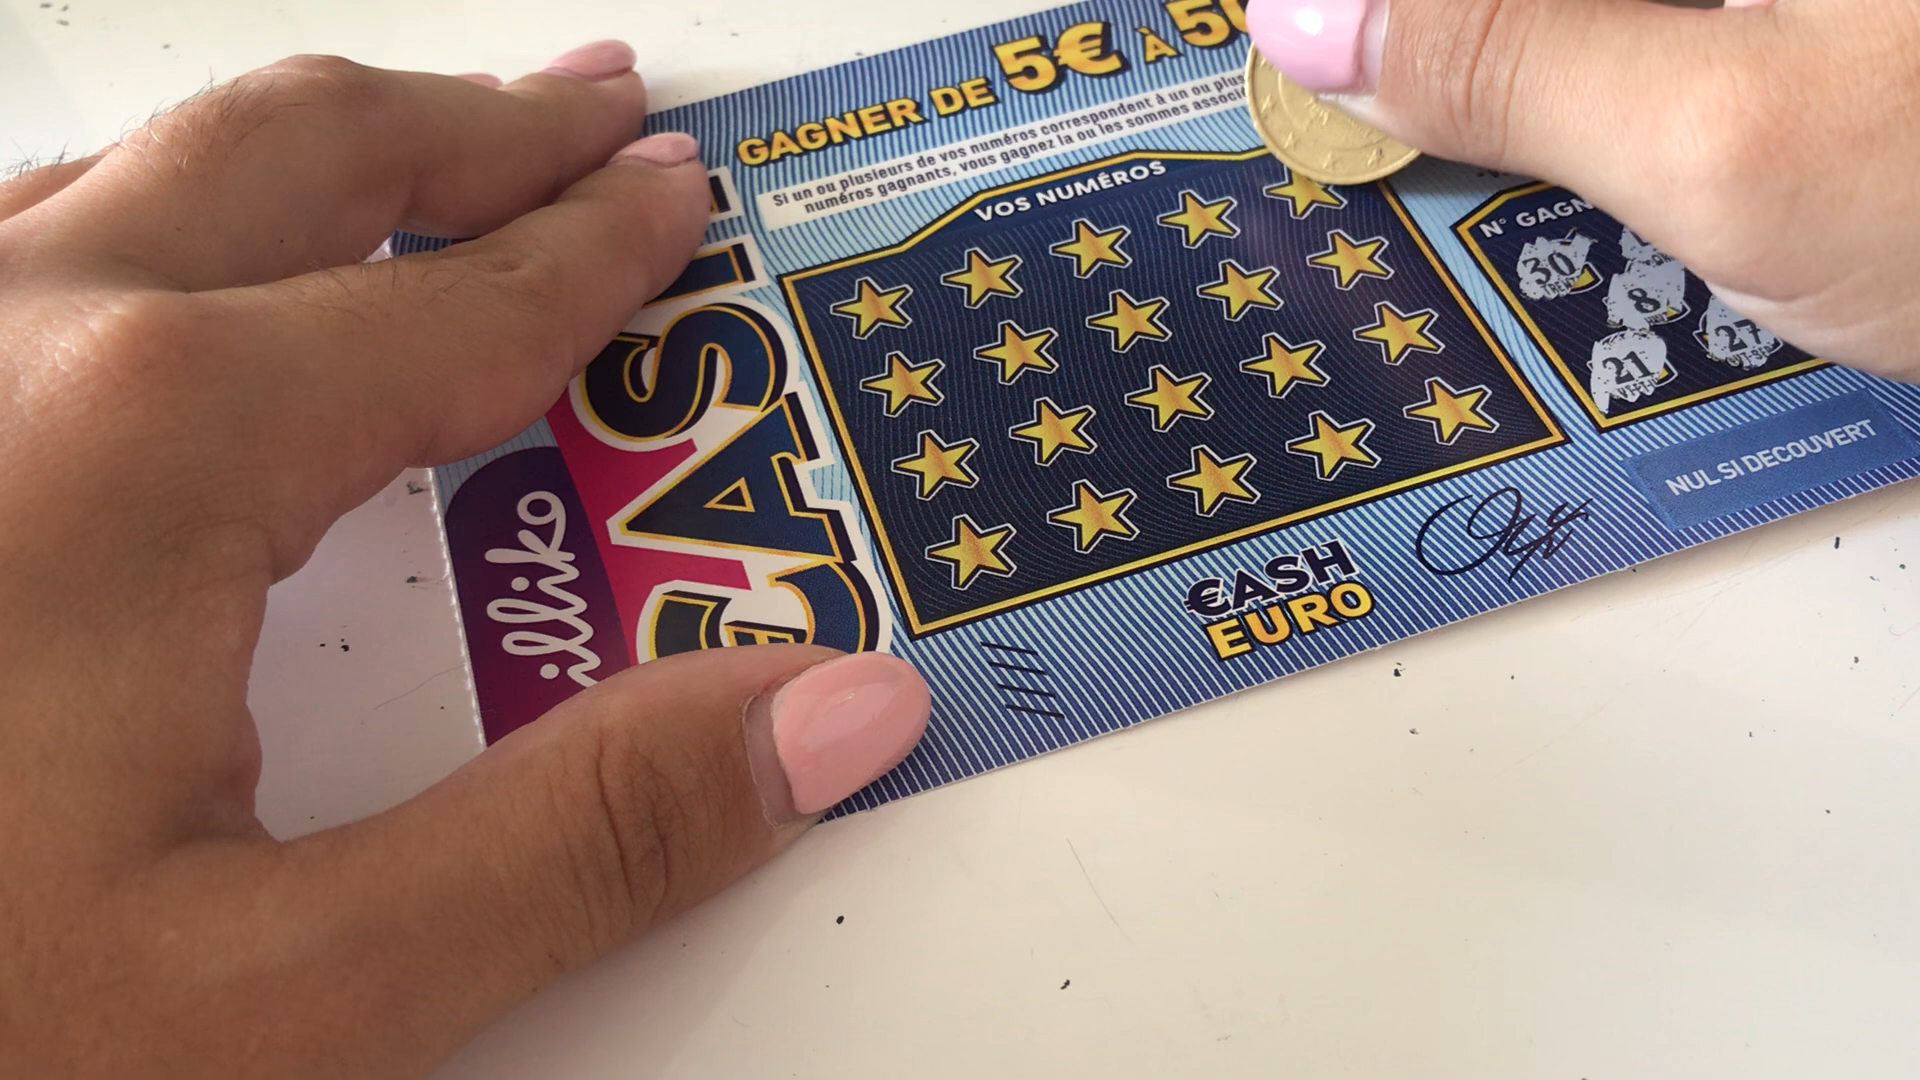 GAGNER DE 5€ À 50
Si un ou plusieurs de vos numéros correspondent à un ou plus
numéros gagnants, vous gagnez la ou les sommes associé
VOS NUMÉROS
N° GAGN
30
8
21
27
NUL SI DECOUVERT
illiko
CASH
€ASH
EURO